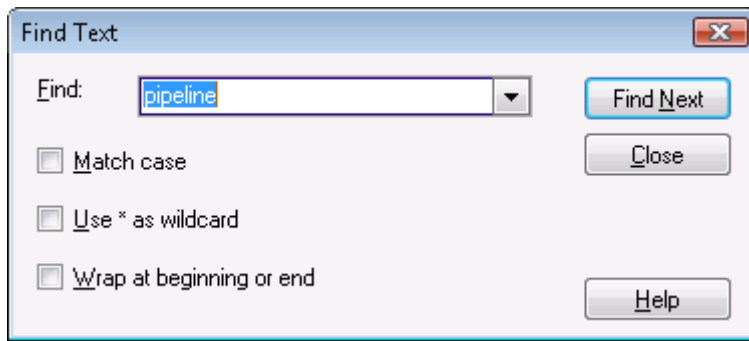 Find Text
Find: pipeline Find Next
Match case Close
Use * as wildcard
Wrap at beginning or end
Help